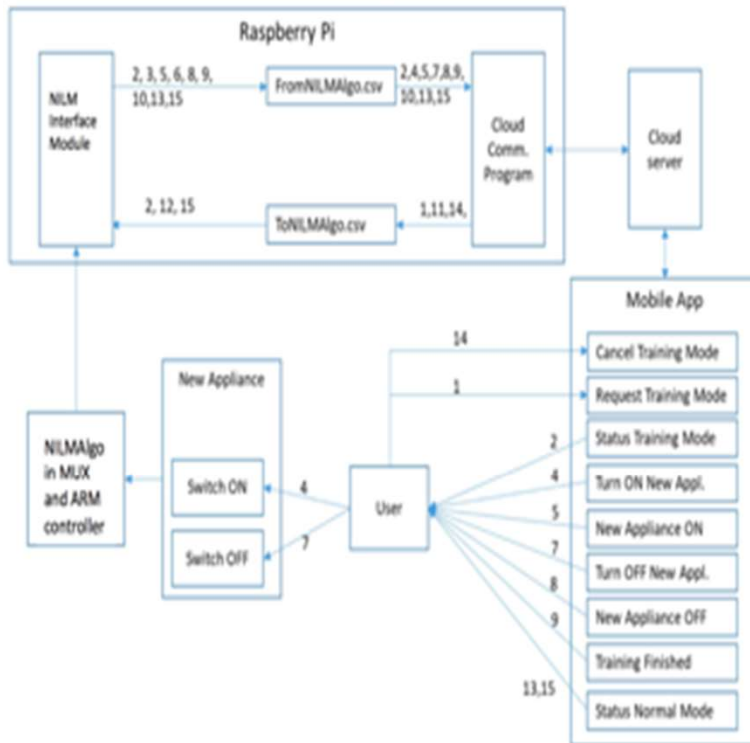 Raspberry Pi
NILM
Interface
Module
2, 3, 5, 6, 8, 9,
10,13,15
FromNILMAlgo.csv
2,4,5,7,8,9,
10,13,15
Cloud
Comm.
Program
Cloud
server
2, 12, 15
ToNILMAlgo.csv
1,11,14,
Mobile App
14
Cancel Training Mode
1
Request Training Mode
2
Status Training Mode
4
Turn ON New Appl.
5
New Appliance ON
7
Turn OFF New Appl.
8
New Appliance OFF
9
Training Finished
13,15
Status Normal Mode
New Appliance
Switch ON
4
Switch OFF
7
User
NILMAlgo
in MUX
and ARM
controller